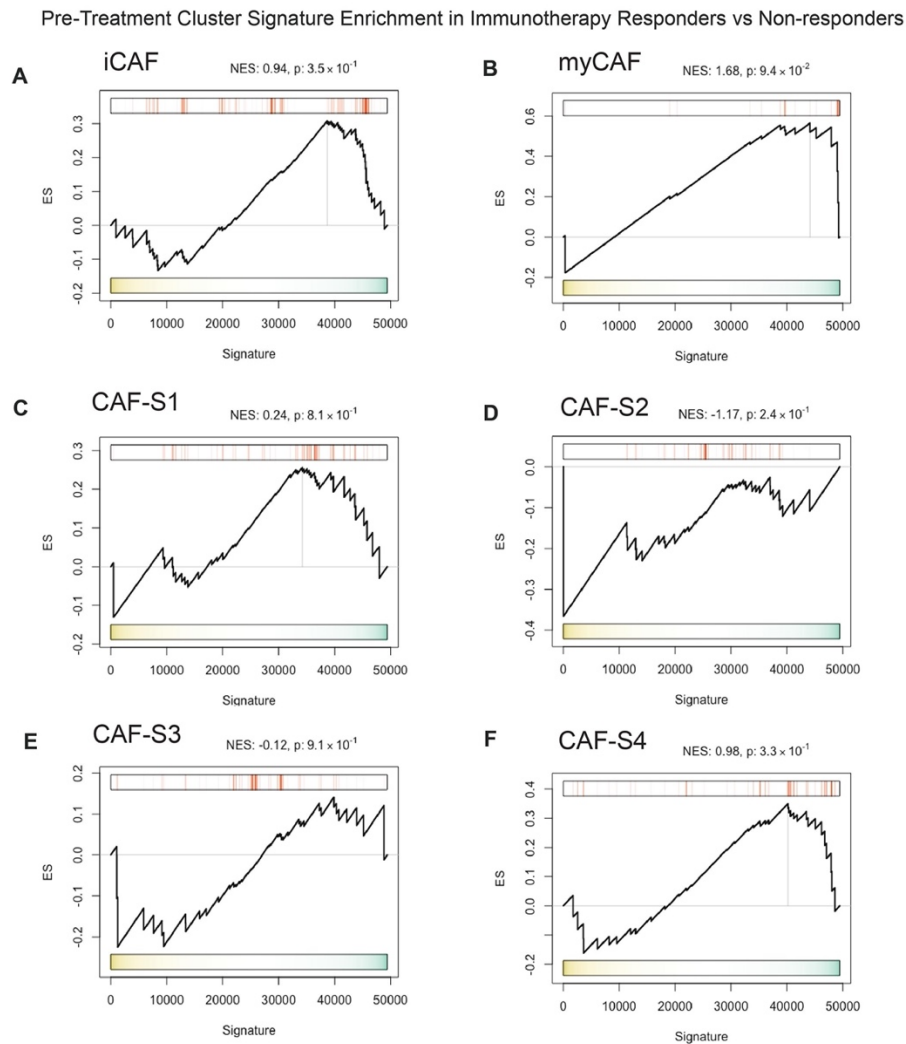 Pre-Treatment Cluster Signature Enrichment in Immunotherapy Responders vs Non-responders
A
iCAF
NES: 0.94, p: 3.5 × 10⁻¹
ES
0.3
0.2
0.1
0.0
-0.1
-0.2
0 10000 20000 30000 40000 50000
Signature
B
myCAF
NES: 1.68, p: 9.4 × 10⁻²
ES
0.6
0.4
0.2
0.0
-0.2
0 10000 20000 30000 40000 50000
Signature
C
CAF-S1
NES: 0.24, p: 8.1 × 10⁻¹
ES
0.3
0.2
0.1
0.0
-0.1
-0.2
0 10000 20000 30000 40000 50000
Signature
D
CAF-S2
NES: -1.17, p: 2.4 × 10⁻¹
ES
0.0
-0.1
-0.2
-0.3
-0.4
0 10000 20000 30000 40000 50000
Signature
E
CAF-S3
NES: -0.12, p: 9.1 × 10⁻¹
ES
0.2
0.1
0.0
-0.1
-0.2
0 10000 20000 30000 40000 50000
Signature
F
CAF-S4
NES: 0.98, p: 3.3 × 10⁻¹
ES
0.4
0.3
0.2
0.1
0.0
-0.2
0 10000 20000 30000 40000 50000
Signature